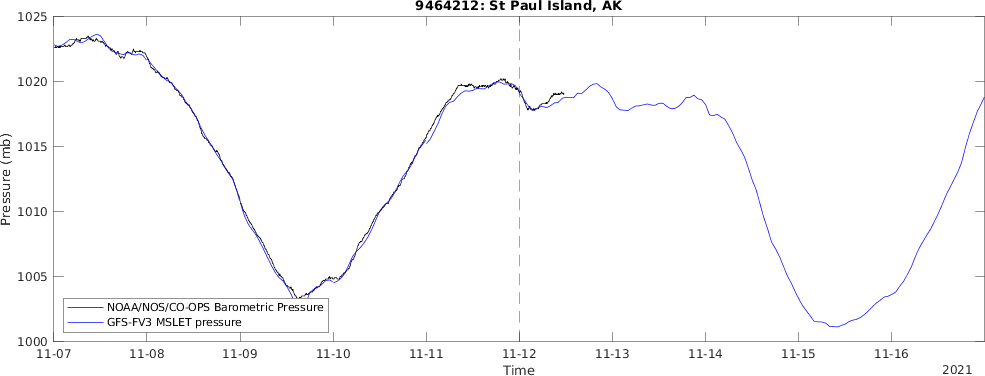 9464212: St Paul Island, AK
Pressure (mb)
1025
1020
1015
1010
1005
1000
NOAA/NOS/CO-OPS Barometric Pressure
GFS-FV3 MSLET pressure
11-07 11-08 11-09 11-10 11-11 11-12 11-13 11-14 11-15 11-16
Time
2021